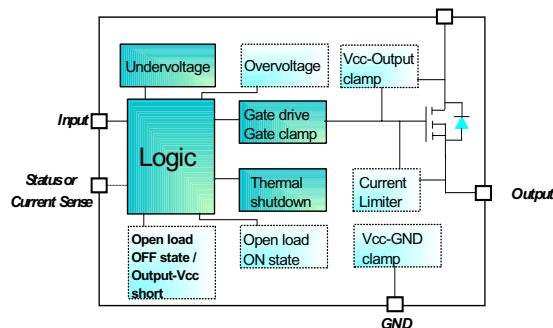 Undervoltage
Overvoltage
Vcc-Output
clamp
Input
Gate drive
Gate clamp
Logic
Status or
Current Sense
Thermal
shutdown
Current
Limiter
Output
Open load
OFF state /
Output-Vcc
short
Open load
ON state
Vcc-GND
clamp
GND